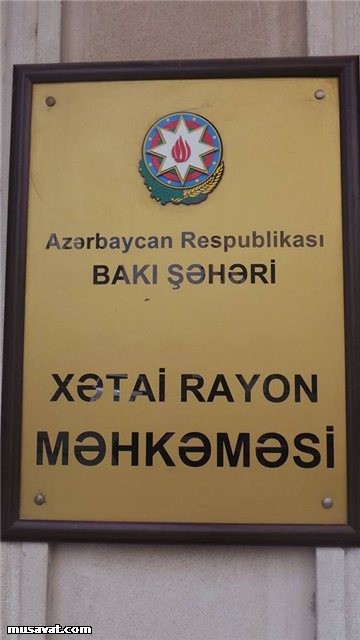 Azərbaycan Respublikası
BAKI ŞƏHƏRİ
XƏTAİ RAYON
MƏHKƏMƏSİ
musavat.com